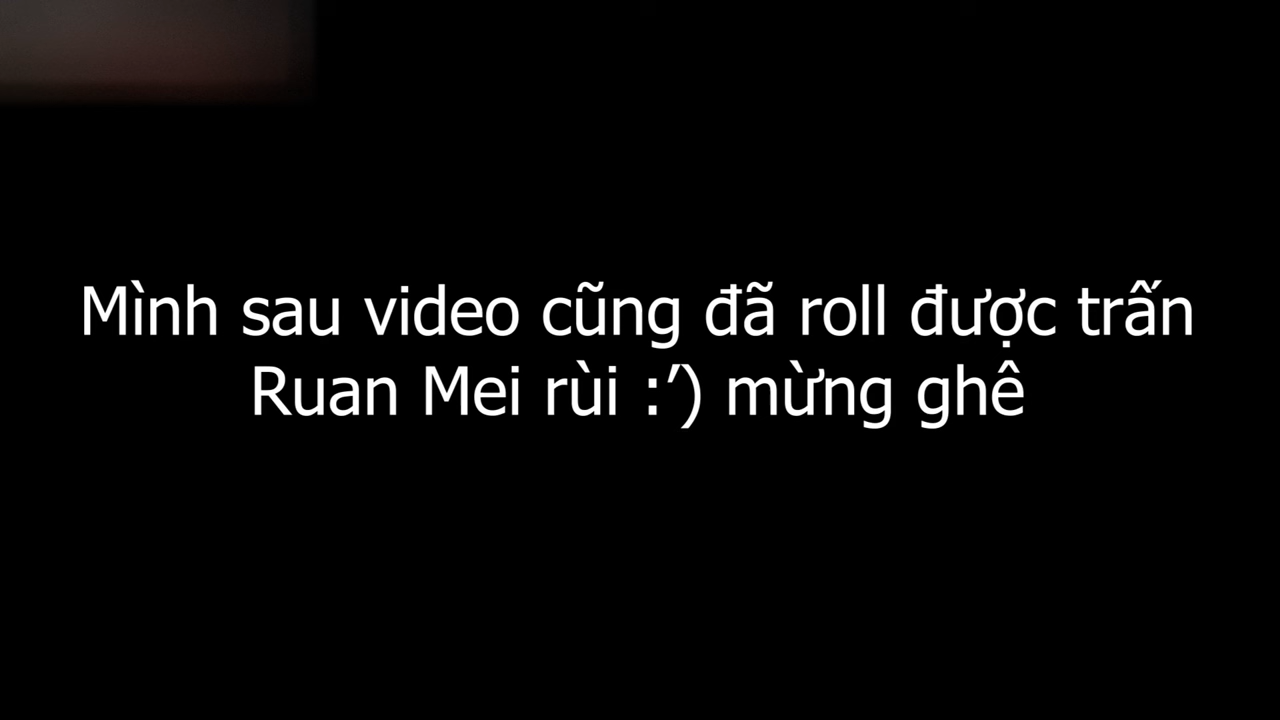 Mình sau video cũng đã roll được trấn
Ruan Mei rùi :’) mừng ghê